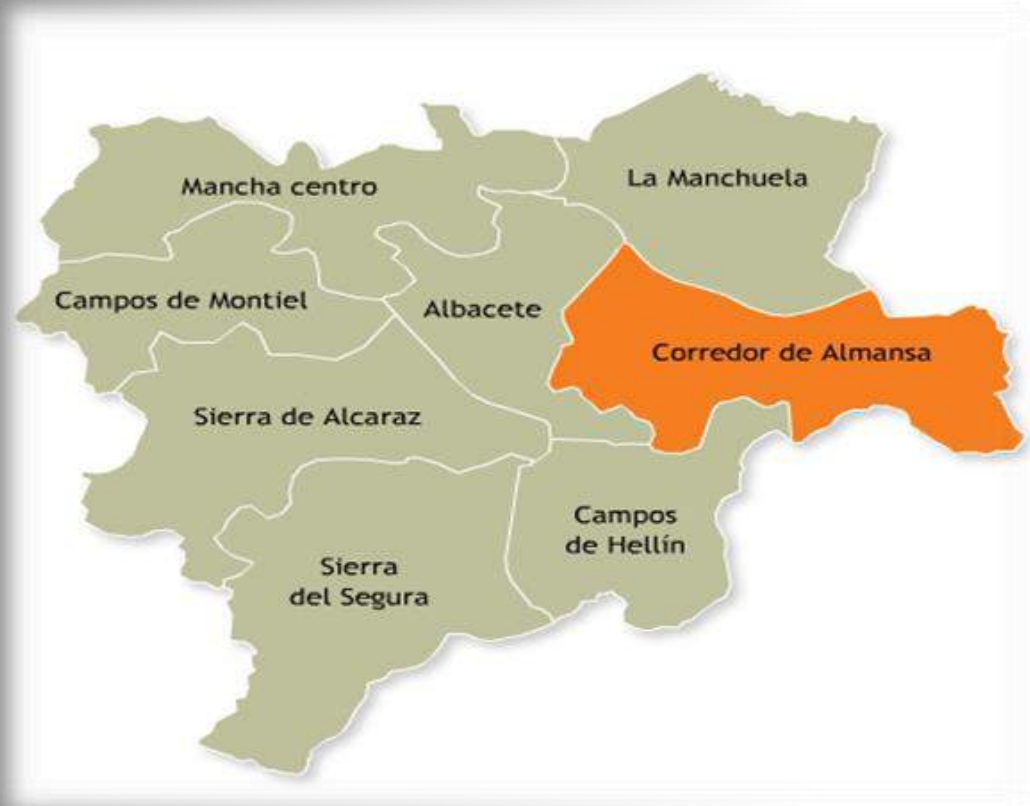 Mancha centro
La Manchuela
Campos de Montiel
Albacete
Corredor de Almansa
Sierra de Alcaraz
Campos
de Hellín
Sierra
del Segura